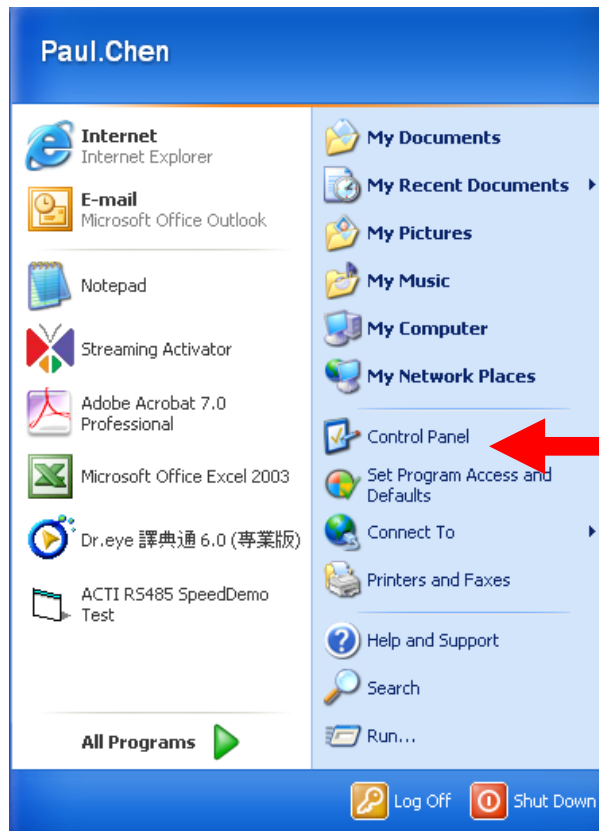 Paul.Chen
Internet
Internet Explorer
E-mail
Microsoft Office Outlook
Notepad
Streaming Activator
Adobe Acrobat 7.0
Professional
Microsoft Office Excel 2003
Dr.eye 譯典通 6.0 (專業版)
ACTI RS485 SpeedDemo
Test
All Programs
My Documents
My Recent Documents
My Pictures
My Music
My Computer
My Network Places
Control Panel
Set Program Access and
Defaults
Connect To
Printers and Faxes
Help and Support
Search
Run...
Log Off
Shut Down